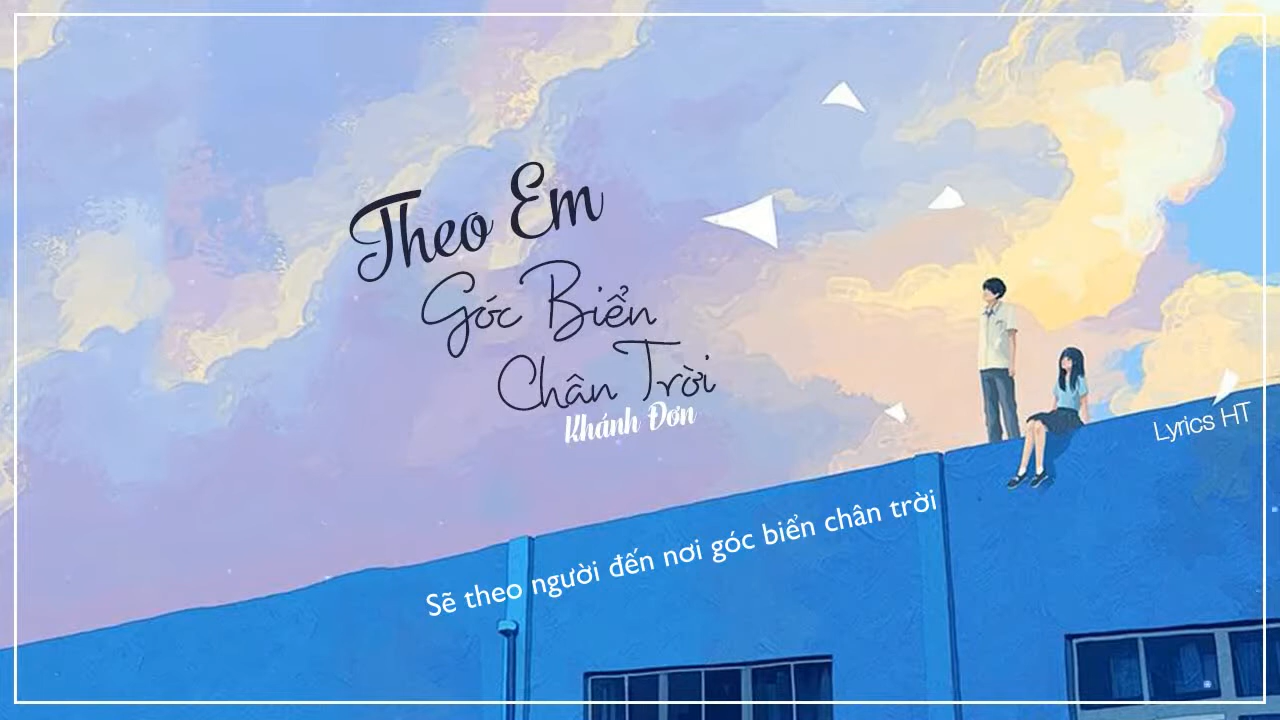 Theo Em
Góc Biển
Chân Trời
Khánh Đơn
Lyrics HT
Sẽ theo người đến nơi góc biển chân trời